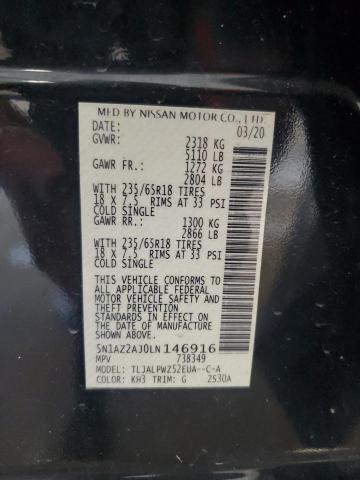 MFD BY NISSAN MOTOR CO., LTD.
DATE: 03/20
GVWR: 2318 KG
5110 LB
GAWR FR.: 1272 KG
2804 LB
WITH 235/65R18 TIRES
18 X 7.5 RIMS AT 33 PSI
COLD SINGLE
GAWR RR.: 1300 KG
2866 LB
WITH 235/65R18 TIRES
18 X 7.5 RIMS AT 33 PSI
COLD SINGLE
THIS VEHICLE CONFORMS TO
ALL APPLICABLE FEDERAL
MOTOR VEHICLE SAFETY,
BUMPER, AND THEFT PREVENTION
STANDARDS IN EFFECT ON THE
DATE OF MANUFACTURE
SHOWN ABOVE.
5N1AZ2AJ0LN146916
MPV 738349
MODEL: TLJALPWZ52EUA--C-A
COLOR: KH3 TRIM: G ZS30A